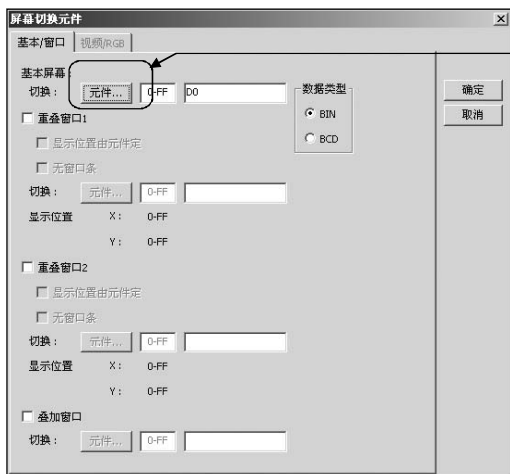 屏幕切换元件
基本/窗口 视频/RGB
基本屏幕：
切换： 元件... 0-FF D0
数据类型
BIN
BCD
确定
取消
重叠窗口1
显示位置由元件定
无窗口条
切换： 元件... 0-FF
显示位置 X： 0-FF
Y： 0-FF
重叠窗口2
显示位置由元件定
无窗口条
切换： 元件... 0-FF
显示位置 X： 0-FF
Y： 0-FF
叠加窗口
切换： 元件... 0-FF